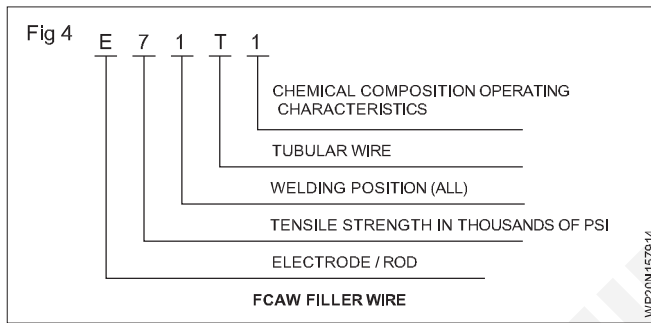 Fig 4
E 7 1 T 1
CHEMICAL COMPOSITION OPERATING
CHARACTERISTICS
TUBULAR WIRE
WELDING POSITION (ALL)
TENSILE STRENGTH IN THOUSANDS OF PSI
ELECTRODE / ROD
FCAW FILLER WIRE
WP20N157914